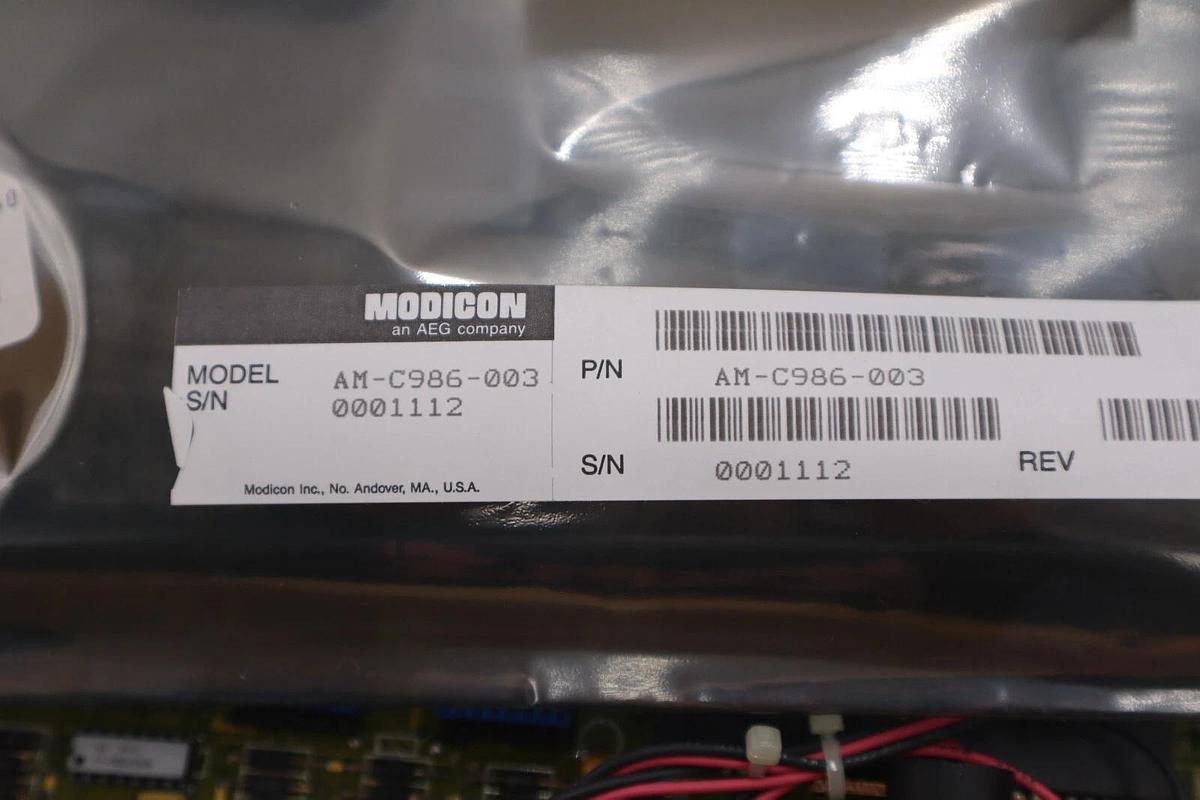 MODICON
an AEG company
MODEL AM-C986-003
S/N 0001112
Modicon Inc., No. Andover, MA., U.S.A.
P/N AM-C986-003
S/N 0001112 REV